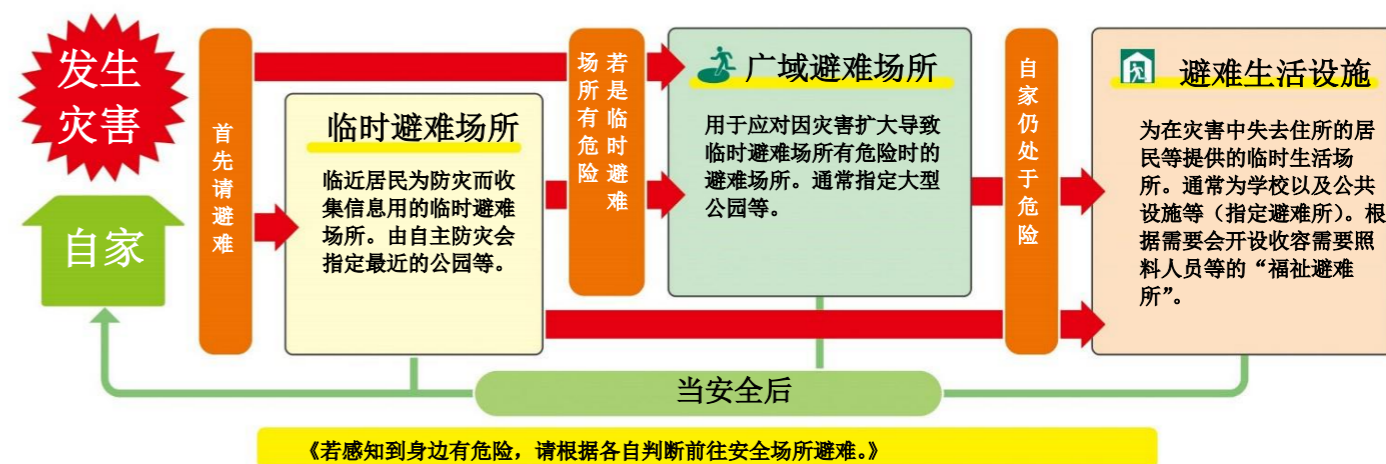 发生
灾害
自家
首先请避难
临时避难场所
临近居民为防灾而收
集信息用的临时避难
场所。由自主防灾会
指定最近的公园等。
若是临时避难
场所有危险
广域避难场所
用于应对因灾害扩大导致
临时避难场所有危险时的
避难场所。通常指定大型
公园等。
自家仍处于危险
避难生活设施
为在灾害中失去住所的居
民等提供的临时生活场
所。通常为学校以及公共
设施等（指定避难所）。根
据需要会开设收容需要照
料人员等的“福祉避难
所”。
当安全后
《若感知到身边有危险，请根据各自判断前往安全场所避难。》